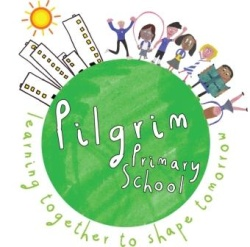 Pilgrim
Primary
School
learning together to shape tomorrow